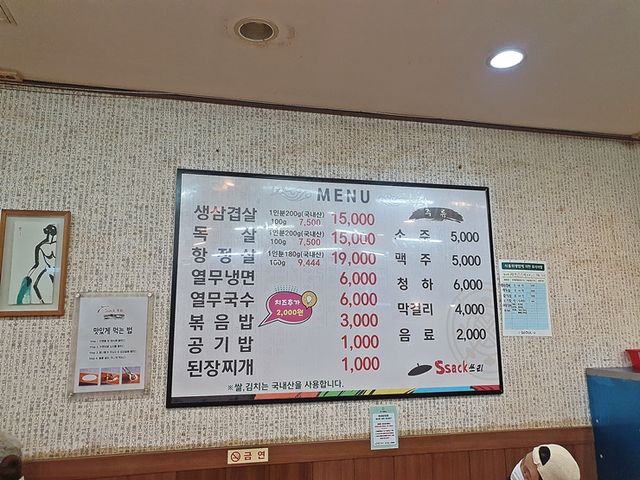 MENU
생삼겹살 1인분200g(국내산) 100g 7,500 15,000
독 살 1인분200g(국내산) 100g 7,500 15,000
항정살 1인분180g(국내산) 100g 9,444 19,000
열무냉면 6,000
열무국수 6,000
치즈추가 2,000원
볶음밥 3,000
공기밥 1,000
된장찌개 1,000
※쌀,김치는 국내산을 사용합니다.
주 류
소 주 5,000
맥 주 5,000
청 하 6,000
막걸리 4,000
음 료 2,000
Ssack쓰리
맛있게 먹는 법
금 연